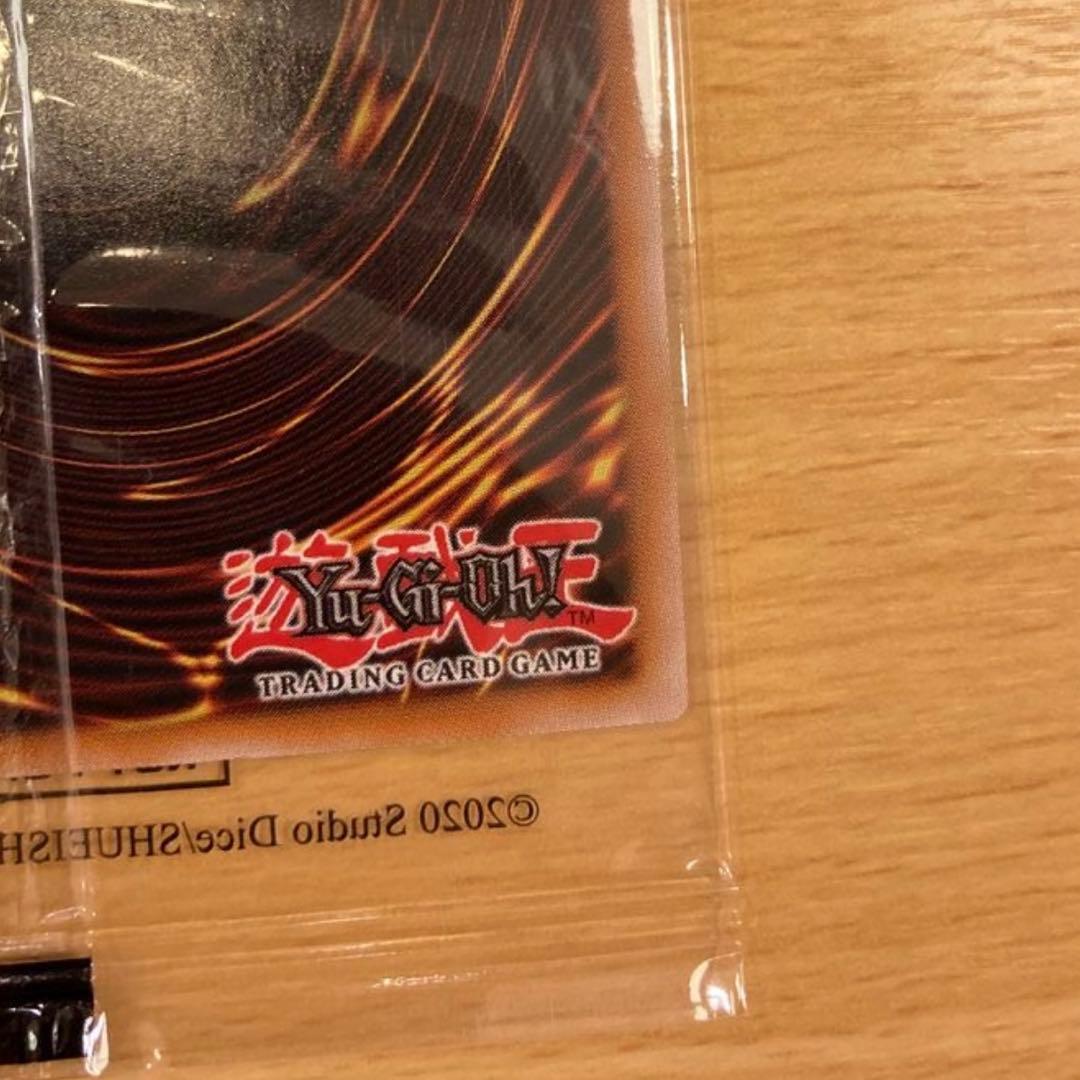 遊戯王
Yu-Gi-Oh!
TM
TRADING CARD GAME
©2020 Studio Dice/SHUEISH